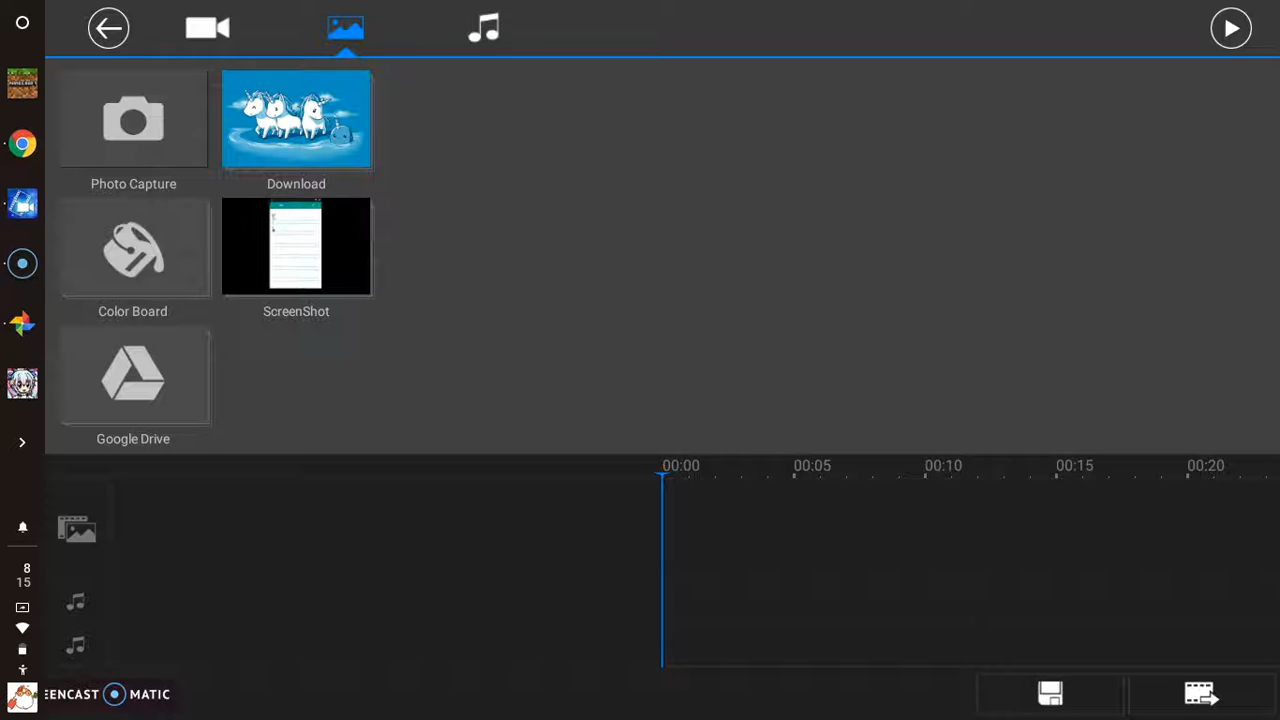 Photo Capture
Download
Color Board
ScreenShot
Google Drive
00:00
00:05
00:10
00:15
00:20
8
15
EENCAST MATIC